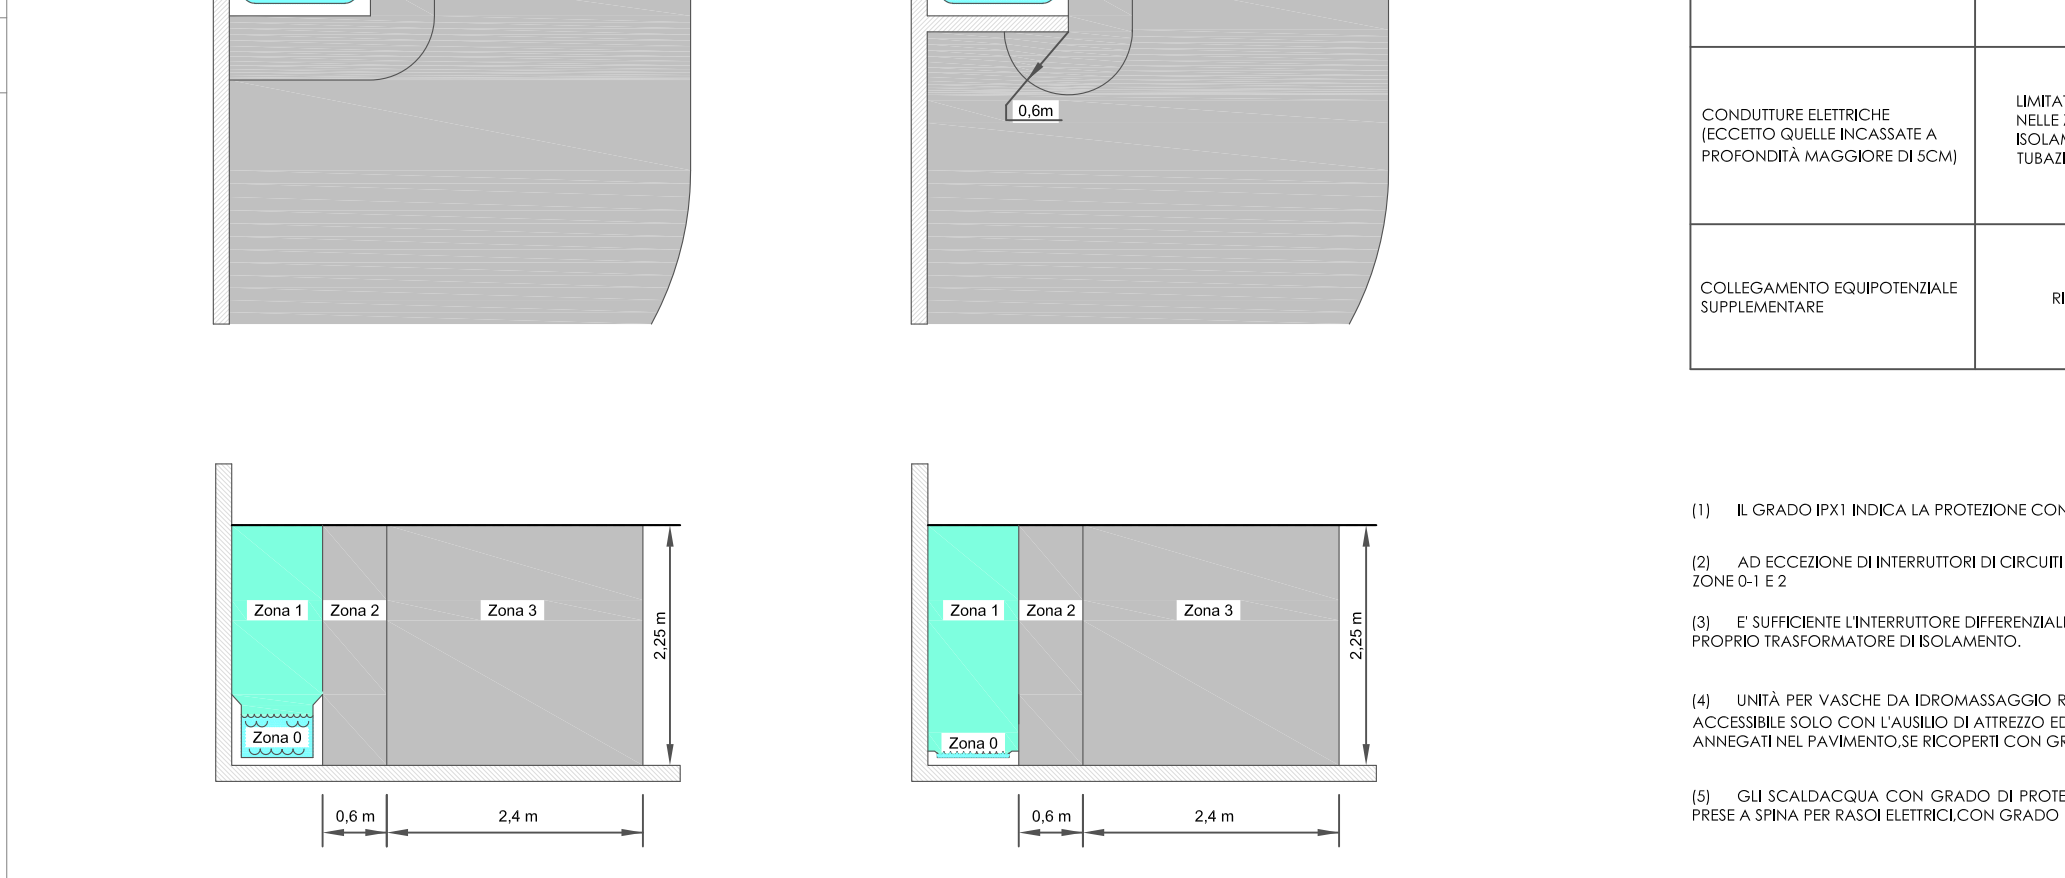 0,6m
CONDUTTURE ELETTRICHE
(ECCETTO QUELLE INCASSATE A
PROFONDITÀ MAGGIORE DI 5CM)
NELLE
COLLEGAMENTO EQUIPOTENZIALE
SUPPLEMENTARE
Zona 1
Zona 2
Zona 3
Zona 0
2,25 m
0,6 m
2,4 m
Zona 1
Zona 2
Zona 3
Zona 0
2,25 m
0,6 m
2,4 m
(1) IL GRADO IPX1 INDICA LA PROTEZIONE
(2) AD ECCEZIONE DI INTERRUTTORI DI CIRCUITI
ZONE 0-1 E 2
(3) E' SUFFICIENTE L'INTERRUTTORE
PROPRIO TRASFORMATORE DI ISOLAMENTO.
(4) UNITÀ PER VASCHE DA IDROMASSAGGIO
ACCESSIBILE SOLO CON L'AUSILIO DI ATTREZZO
ANNEGATI NEL PAVIMENTO,SE RICOPERTI CON
(5) GLI SCALDACQUA CON GRADO DI
PRESE A SPINA PER RASOI ELETTRICI,CON GRADO